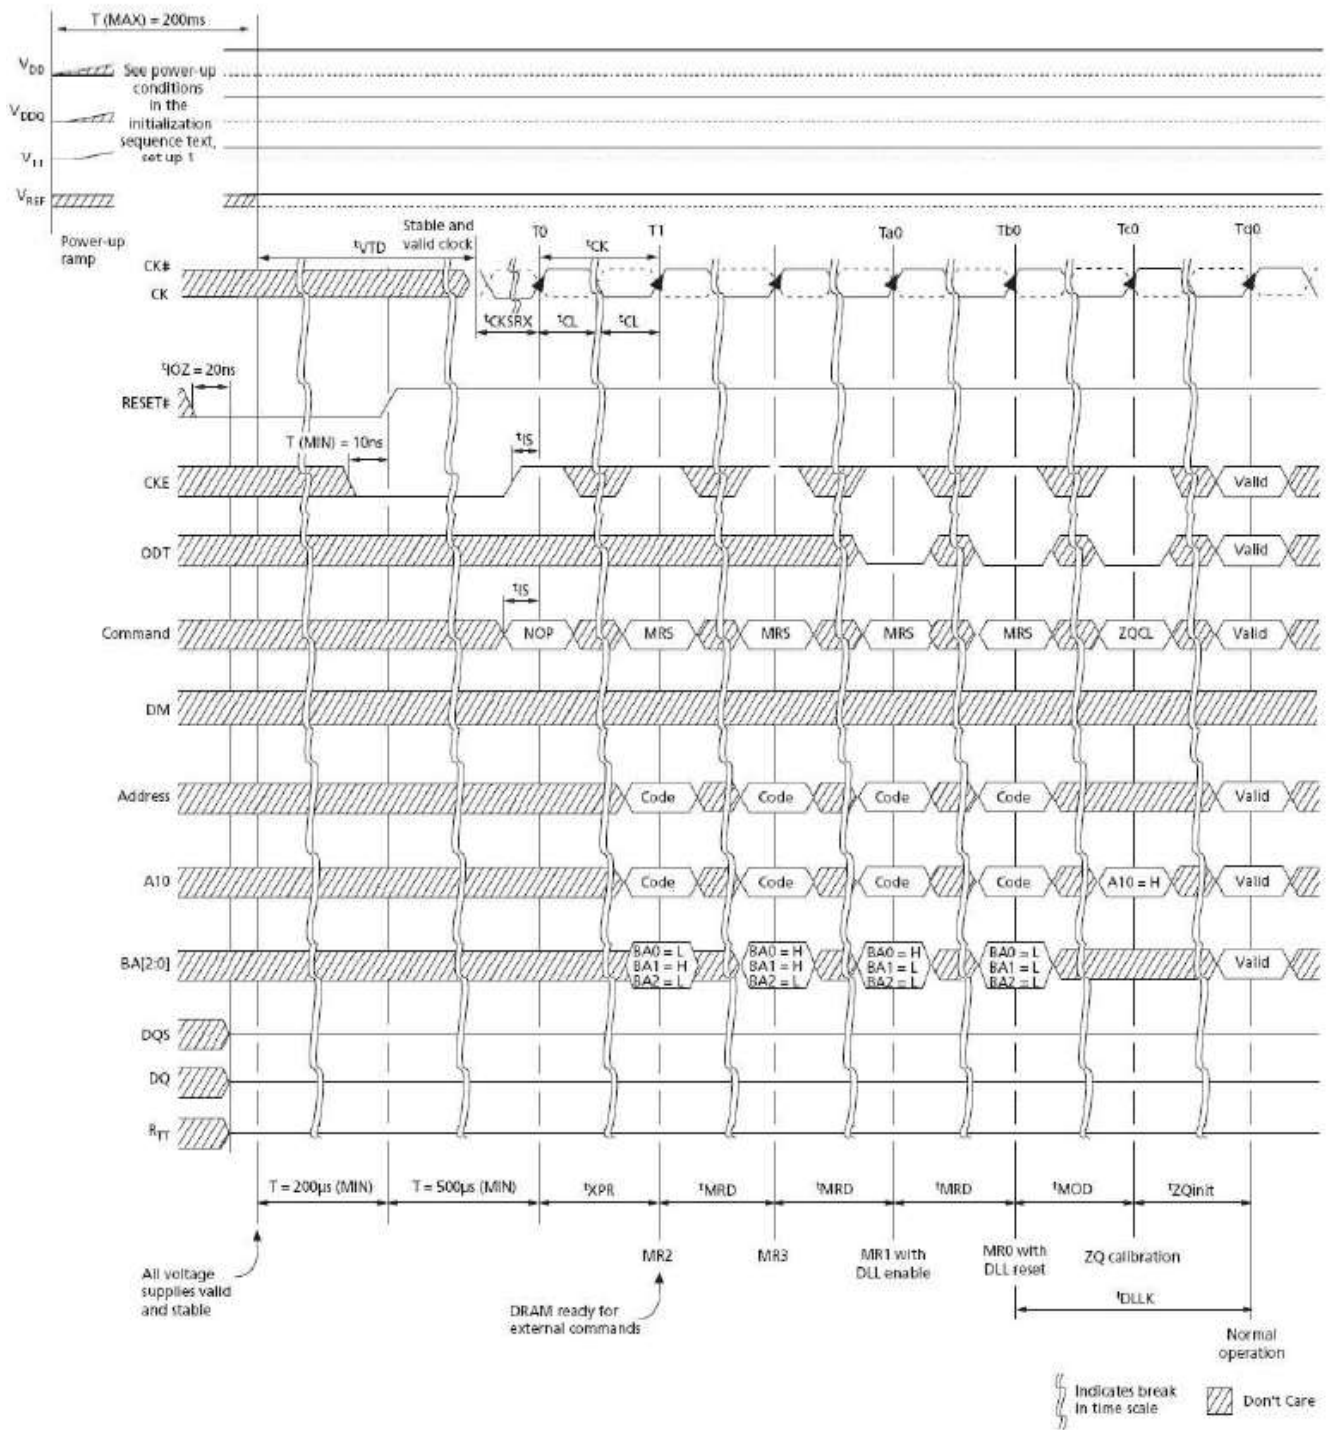 T (MAX) = 200ms
VDD
See power-up
conditions
in the
initialization
sequence text,
set up 1
VDDQ
VTT
VREF
Power-up
ramp
tVTD
Stable and
valid clock
T0
tCK
T1
Ta0
Tb0
Tc0
Td0
CK#
CK
tCKSRX
tCL
tCL
tIOZ = 20ns
RESET#
T (MIN) = 10ns
tIS
CKE
Valid
ODT
Valid
tIS
Command
NOP
MRS
MRS
MRS
MRS
ZQCL
Valid
DM
Address
Code
Code
Code
Code
Valid
A10
Code
Code
Code
Code
A10 = H
Valid
BA[2:0]
BA0 = L
BA1 = H
BA2 = L
BA0 = H
BA1 = H
BA2 = L
BA0 = H
BA1 = L
BA2 = L
BA0 = L
BA1 = L
BA2 = L
Valid
DQS
DQ
RTT
T = 200µs (MIN)
T = 500µs (MIN)
tXPR
tMRD
tMRD
tMRD
tMOD
tZQinit
MR2
MR3
MR1 with
DLL enable
MR0 with
DLL reset
ZQ calibration
All voltage
supplies valid
and stable
DRAM ready for
external commands
tDLLK
Normal
operation
Indicates break
in time scale
Don't Care